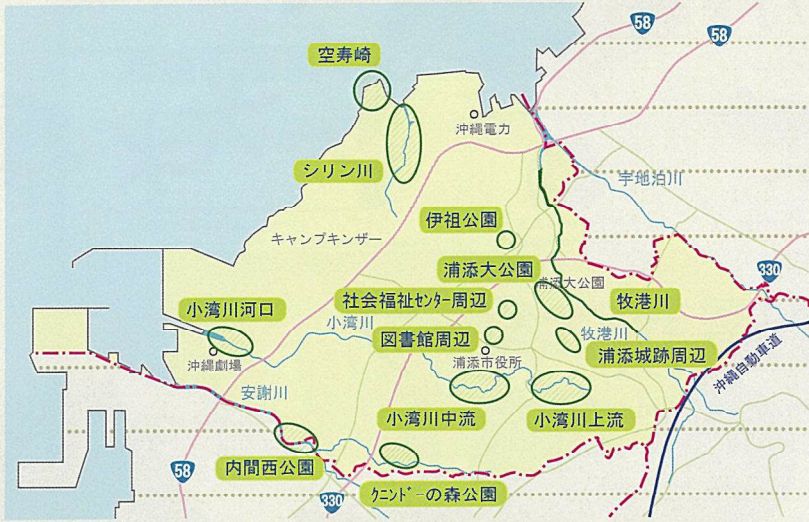 58
58
空寿崎
沖縄電力
シリン川
宇地泊川
伊祖公園
キャンプキンザー
浦添大公園
330
浦添大公園
牧港川
社会福祉センター周辺
小湾川河口
小湾川
図書館周辺
牧港川
浦添城跡周辺
沖縄劇場
浦添市役所
沖縄自動車道
安謝川
小湾川中流
小湾川上流
内間西公園
58
330
クニンドーの森公園